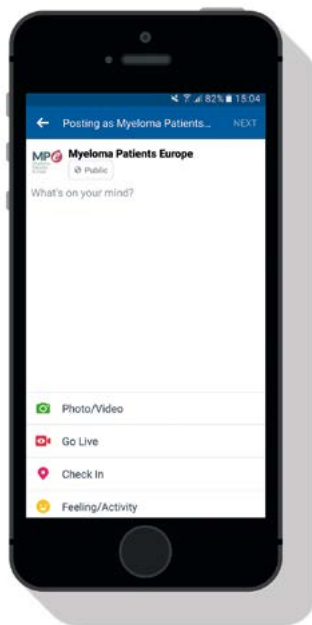 82% 15:04
Posting as Myeloma Patients... NEXT
MPE
Myeloma Patients Europe
Public
What's on your mind?
Photo/Video
Go Live
Check In
Feeling/Activity